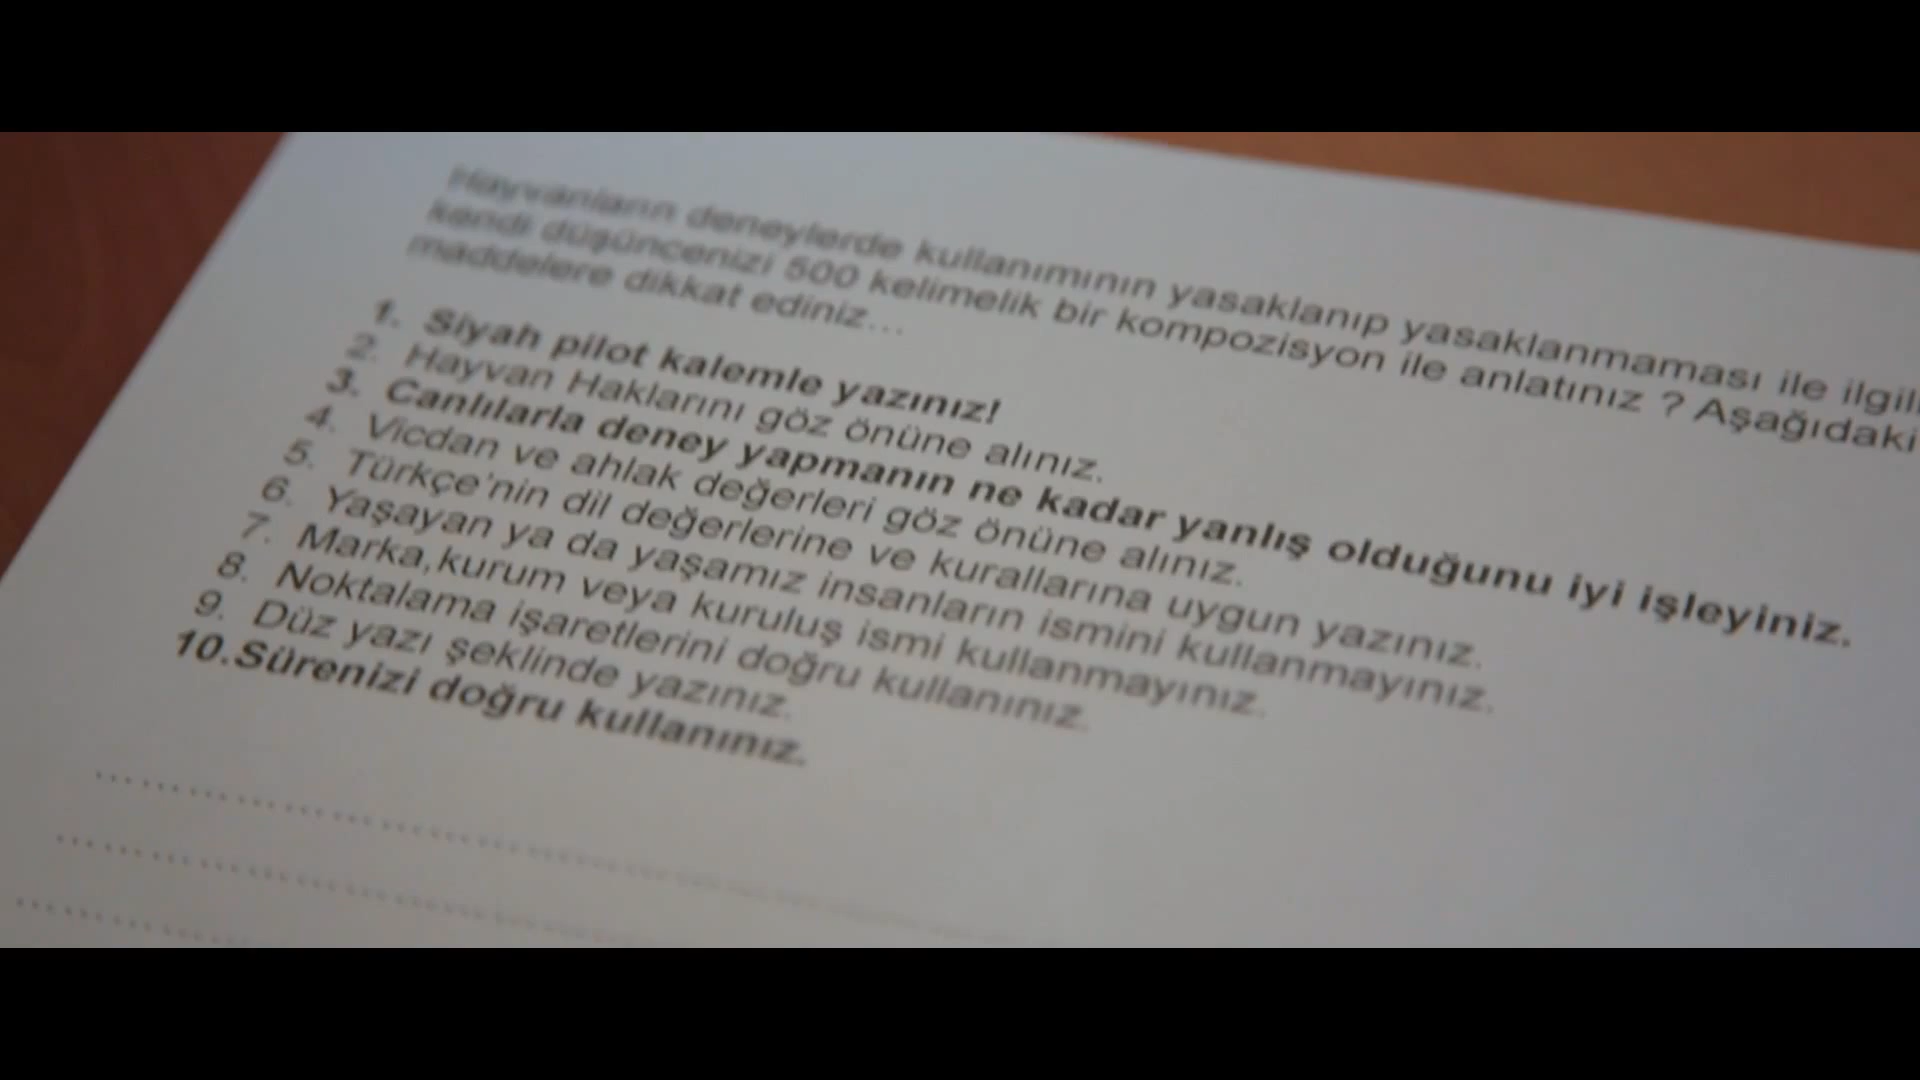 Hayvanların deneylerde kullanımının yasaklanıp yasaklanmaması ile ilgili
kendi düşüncenizi 500 kelimelik bir kompozisyon ile anlatınız ? Aşağıdaki
maddelere dikkat ediniz...
1. Siyah pilot kalemle yazınız!
2. Hayvan Haklarını göz önüne alınız.
3. Canlılarla deney yapmanın ne kadar yanlış olduğunu iyi işleyiniz.
4. Vicdan ve ahlak değerleri göz önüne alınız.
5. Türkçe'nin dil değerlerine ve kurallarına uygun yazınız.
6. Yaşayan ya da yaşamız insanların ismini kullanmayınız.
7. Marka,kurum veya kuruluş ismi kullanmayınız.
8. Noktalama işaretlerini doğru kullanınız.
9. Düz yazı şeklinde yazınız.
10.Sürenizi doğru kullanınız.